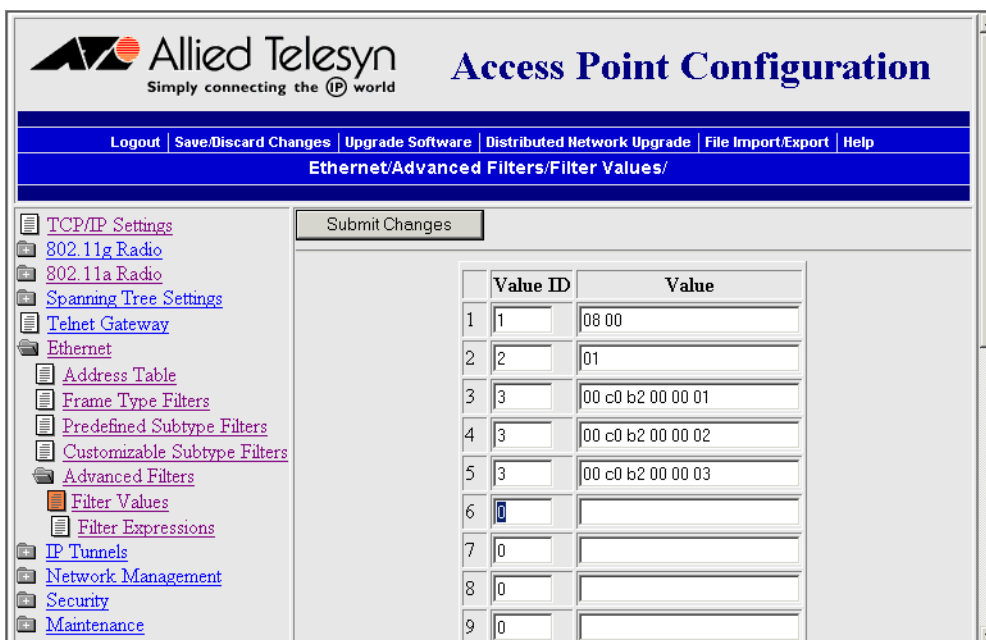 Allied Telesyn
Simply connecting the IP world
Access Point Configuration
Logout | Save/Discard Changes | Upgrade Software | Distributed Network Upgrade | File Import/Export | Help
Ethernet/Advanced Filters/Filter Values/
TCP/IP Settings
802.11g Radio
802.11a Radio
Spanning Tree Settings
Telnet Gateway
Ethernet
Address Table
Frame Type Filters
Predefined Subtype Filters
Customizable Subtype Filters
Advanced Filters
Filter Values
Filter Expressions
IP Tunnels
Network Management
Security
Maintenance
Submit Changes
Value ID Value
1 1 08 00
2 2 01
3 3 00 c0 b2 00 00 01
4 3 00 c0 b2 00 00 02
5 3 00 c0 b2 00 00 03
6 0
7 0
8 0
9 0